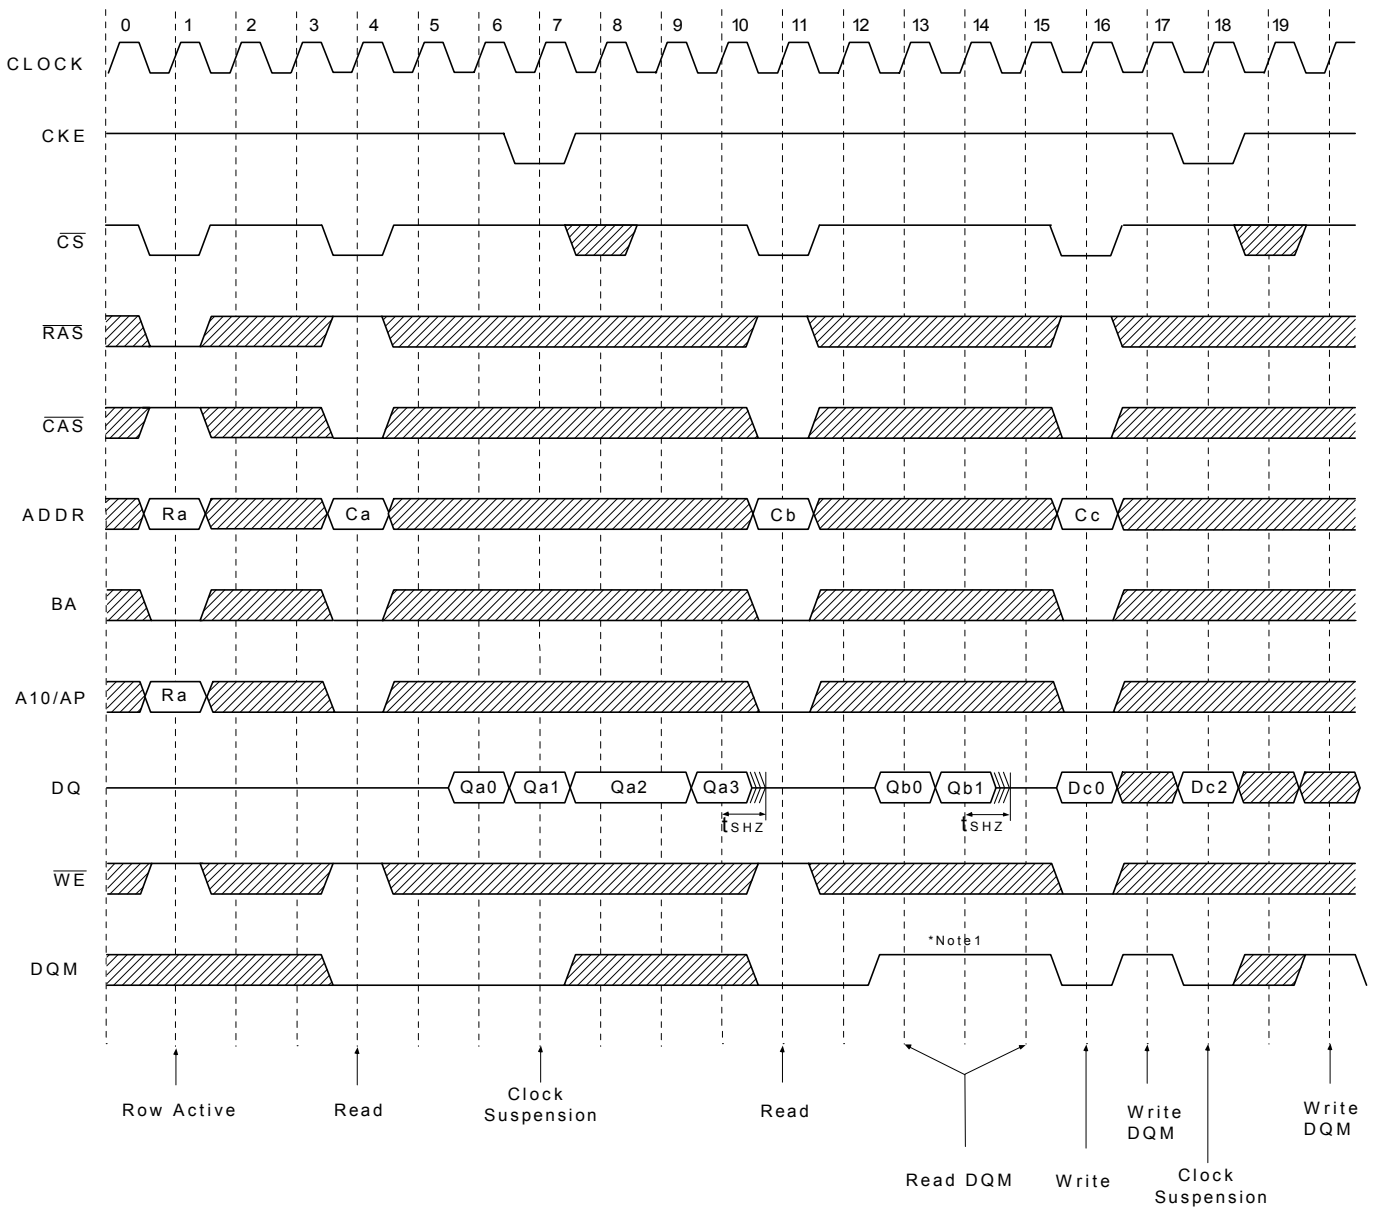 0 1 2 3 4 5 6 7 8 9 10 11 12 13 14 15 16 17 18 19
CLOCK
CKE
CS
RAS
CAS
ADDR Ra Ca Cb Cc
BA
A10/AP Ra
DQ Qa0 Qa1 Qa2 Qa3 Qb0 Qb1 Dc0 Dc2
tSHZ tSHZ
WE
*Note1
DQM
Row Active
Read
Clock
Suspension
Read
Read DQM
Write
Write
DQM
Clock
Suspension
Write
DQM